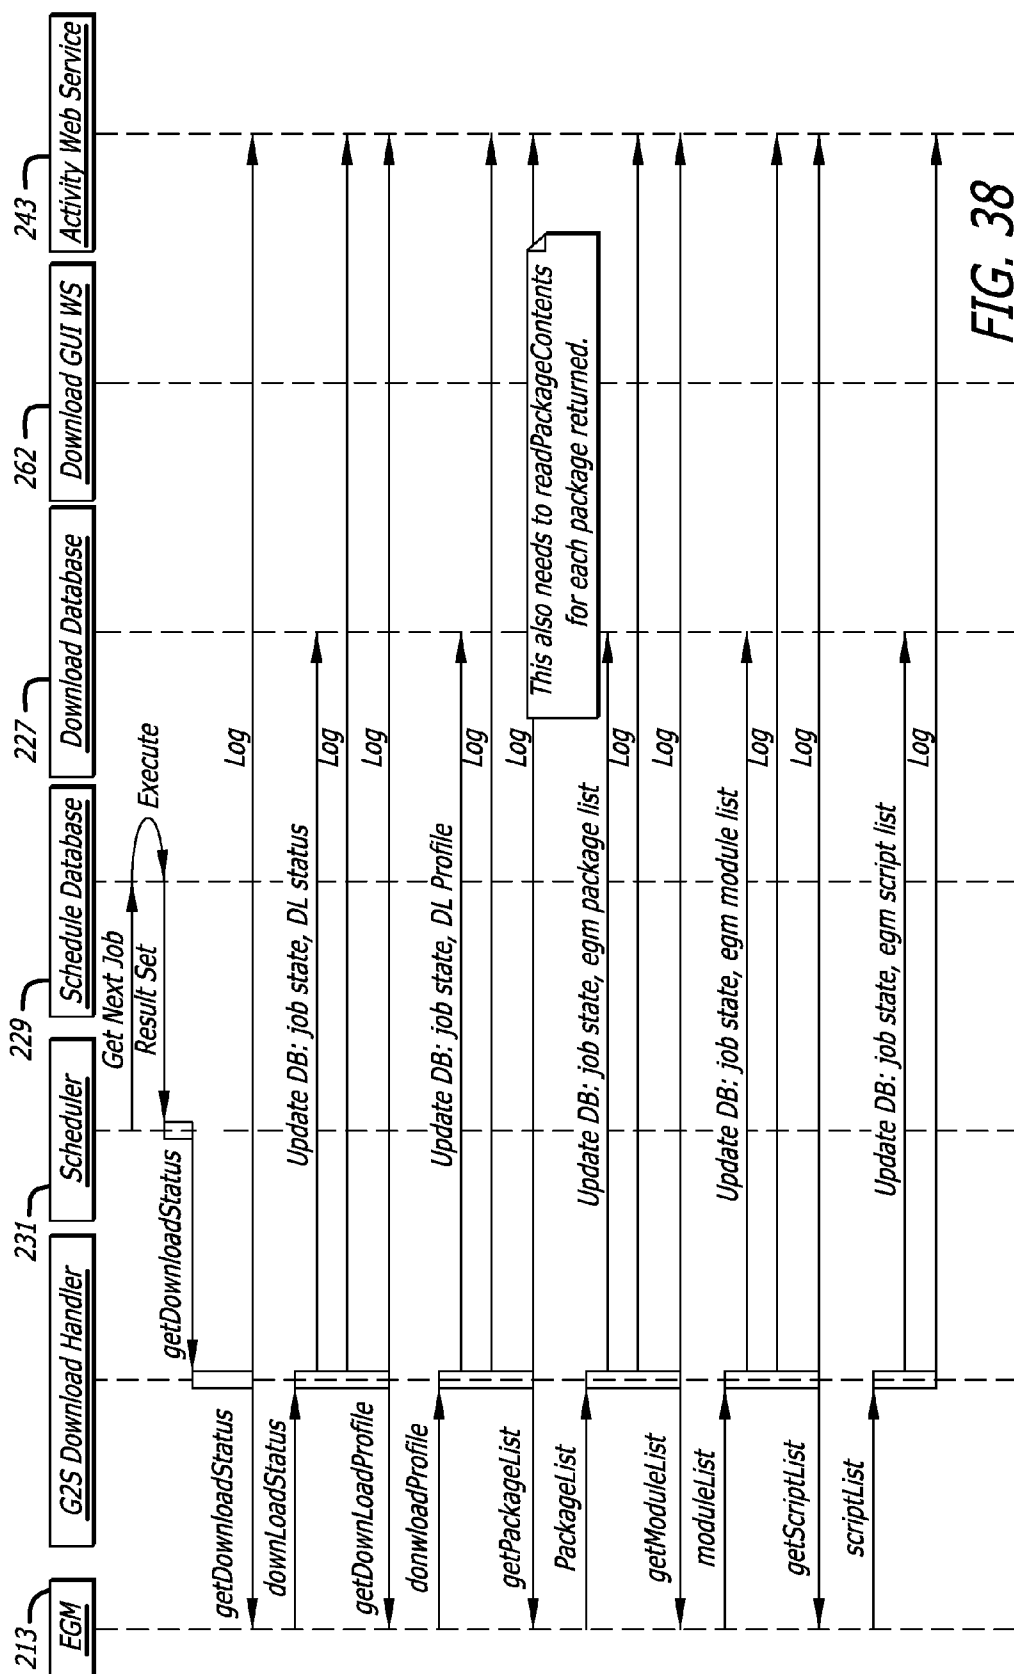 213
EGM
G2S Download Handler
231
Scheduler
229
Schedule Database
227
Download Database
262
Download GUI WS
243
Activity Web Service
Get Next Job
Result Set
Execute
getDownloadStatus
getDownloadStatus
Log
downLoadStatus
Update DB: job state, DL status
Log
getDownLoadProfile
Log
donwloadProfile
Update DB: job state, DL Profile
Log
getPackageList
Log
This also needs to readPackageContents
for each package returned.
PackageList
Update DB: job state, egm package list
Log
getModuleList
Log
moduleList
Update DB: job state, egm module list
Log
getScriptList
Log
scriptList
Update DB: job state, egm script list
Log
FIG. 38